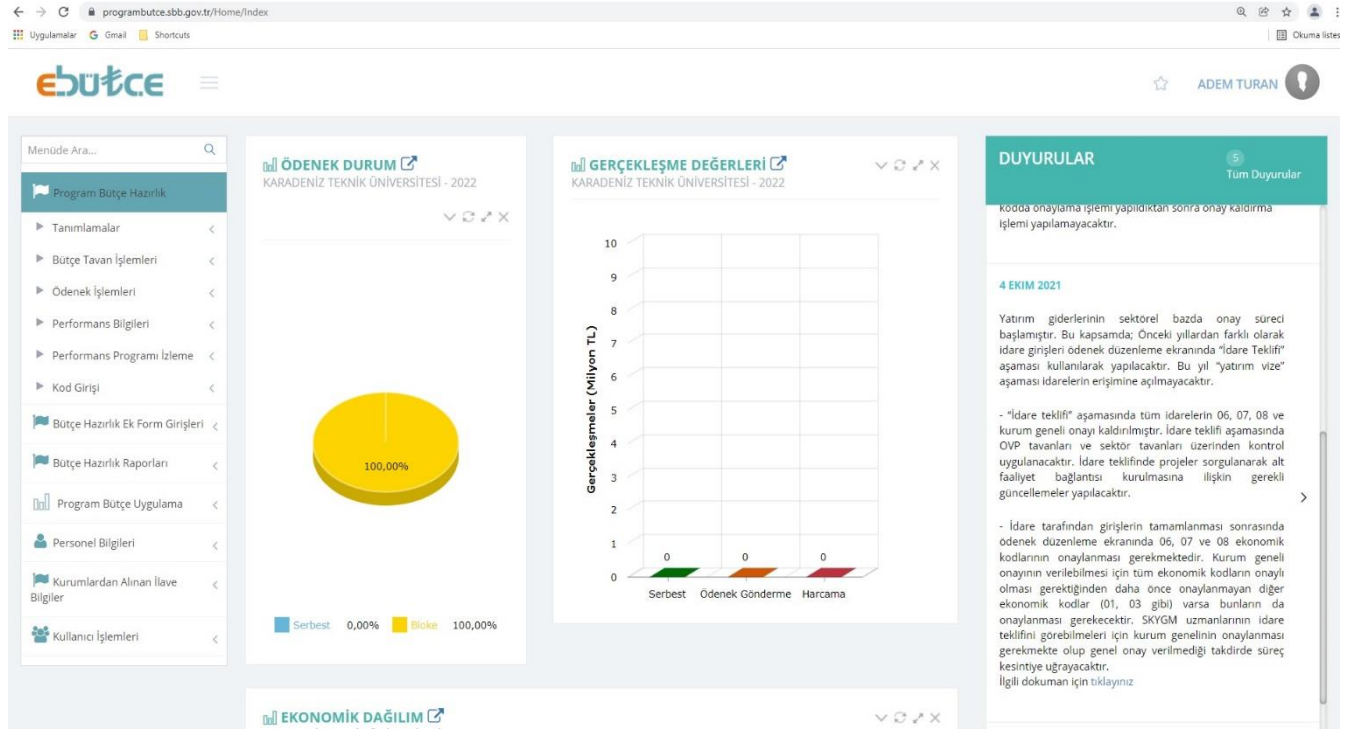 programbutce.sbb.gov.tr/Home/Index
Uygulamalar
Gmail
Shortcuts
Okuma listes
ebütçe
ADEM TURAN
Menüde Ara...
Program Bütçe Hazırlık
Tanımlamalar
Bütçe Tavan İşlemleri
Ödenek İşlemleri
Performans Bilgileri
Performans Programı İzleme
Kod Girişi
Bütçe Hazırlık Ek Form Girişleri
Bütçe Hazırlık Raporları
Program Bütçe Uygulama
Personel Bilgileri
Kurumlardan Alınan İlave
Bilgiler
Kullanıcı İşlemleri
ÖDENEK DURUM
KARADENİZ TEKNİK ÜNİVERSİTESİ - 2022
100,00%
Serbest 0,00% Bloke 100,00%
GERÇEKLEŞME DEĞERLERİ
KARADENİZ TEKNİK ÜNİVERSİTESİ - 2022
Gerçekleşmeler (Milyon TL)
10
9
8
7
6
5
4
3
2
1
0
0 0 0
Serbest Ödenek Gönderme Harcama
EKONOMİK DAĞILIM
DUYURULAR
5
Tüm Duyurular
kodda onaylama işlemi yapıldıktan sonra onay kaldırma
işlemi yapılamayacaktır.
4 EKIM 2021
Yatırım giderlerinin sektörel bazda onay süreci
başlamıştır. Bu kapsamda; Önceki yıllardan farklı olarak
idare girişleri ödenek düzenleme ekranında “İdare Teklifi”
aşaması kullanılarak yapılacaktır. Bu yıl “yatırım vize”
aşaması idarelerin erişimine açılmayacaktır.
- “İdare teklifi” aşamasında tüm idarelerin 06, 07, 08 ve
kurum geneli onayı kaldırılmıştır. İdare teklifi aşamasında
OVP tavanları ve sektör tavanları üzerinden kontrol
uygulanacaktır. İdare teklifinde projeler sorgulanarak alt
faaliyet bağlantısı kurulmasına ilişkin gerekli
güncellemeler yapılacaktır.
- İdare tarafından girişlerin tamamlanması sonrasında
ödenek düzenleme ekranında 06, 07 ve 08 ekonomik
kodlarının onaylanması gerekmektedir. Kurum geneli
onayının verilebilmesi için tüm ekonomik kodların onaylı
olması gerektiğinden daha önce onaylanmayan diğer
ekonomik kodlar (01, 03 gibi) varsa bunların da
onaylanması gerekecektir. SKYGM uzmanlarının idare
teklifini görebilmeleri için kurum genelinin onaylanması
gerekmekte olup genel onay verilmediği takdirde süreç
kesintiye uğrayacaktır.
İlgili dokuman için tıklayınız